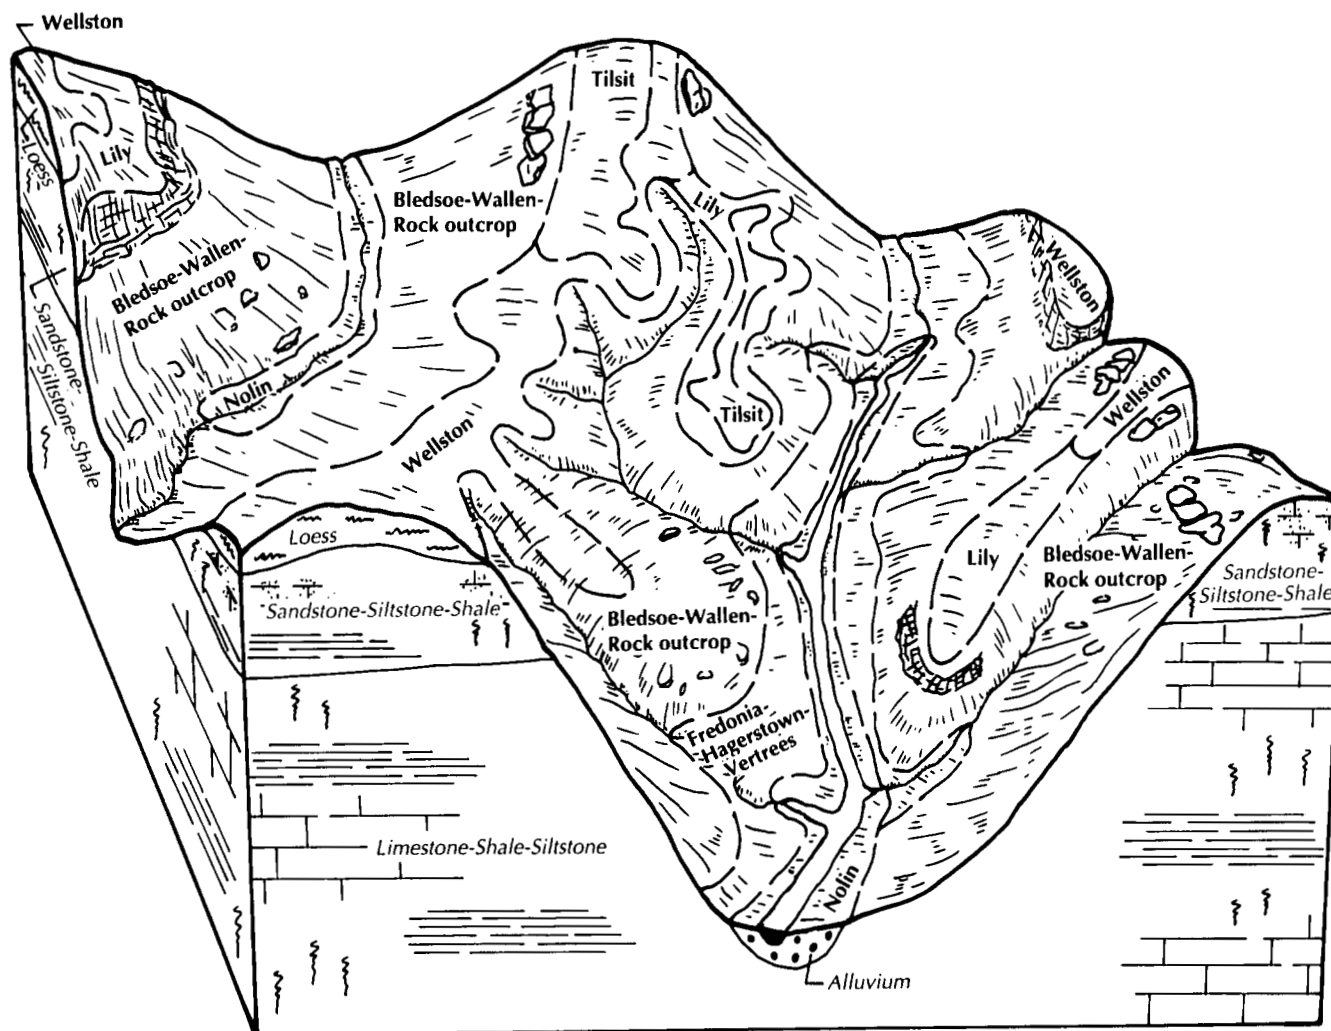 Wellston
Tilsit
Loess
Lily
Bledsoe-Wallen-
Rock outcrop
Lily
Bledsoe-Wallen-
Rock outcrop
Wellston
Sandstone-
Siltstone-Shale
Nolin
Wellston
Tilsit
Wellston
Loess
Lily
Bledsoe-Wallen-
Rock outcrop
Sandstone-
Siltstone-Shale
Sandstone-Siltstone-Shale
Bledsoe-Wallen-
Rock outcrop
Fredonia-
Hagerstown-
Vertrees
Limestone-Shale-Siltstone
Nolin
Alluvium